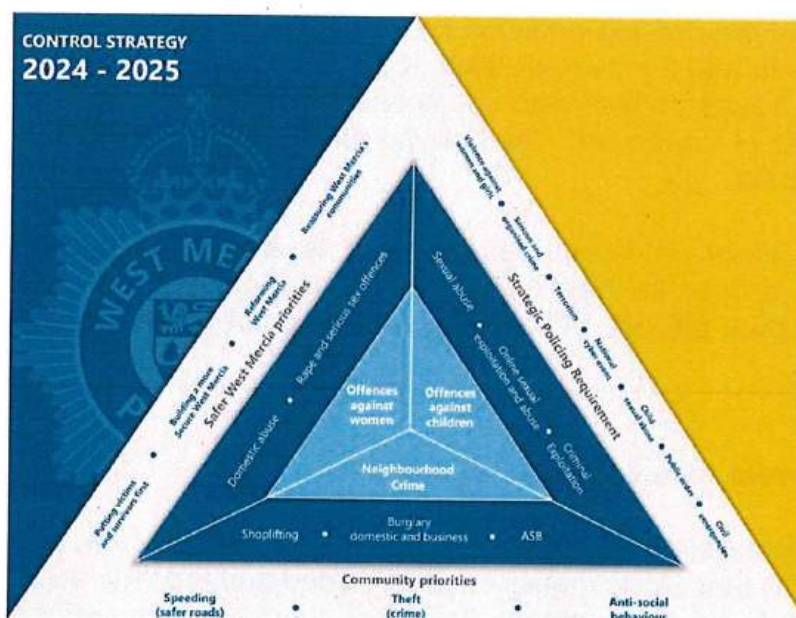 CONTROL STRATEGY
2024 - 2025
WEST MERCIA
P
Reassuring West Mercia's
communities
Reforming
West Mercia
Building a more
Secure West Mercia
Putting victims
and survivors first
Safer West Mercia priorities
Violence against
women and girls
Serious and
organised crime
Terrorism
National
cyber event
Child
sexual abuse
Public order
Civil
emergencies
Strategic Policing Requirement
Rape and serious sex offences
Domestic abuse
Sexual abuse
Online sexual
exploitation and abuse
Criminal
Exploitation
Offences
against
women
Offences
against
children
Neighbourhood
Crime
Shoplifting
Burglary
domestic and business
ASB
Community priorities
Speeding
(safer roads)
Theft
(crime)
Anti-social
behaviour